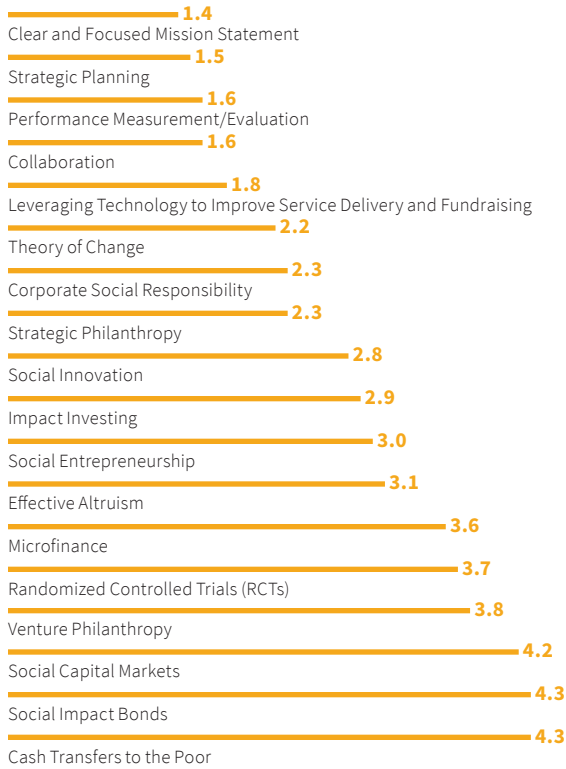 1.4
Clear and Focused Mission Statement
1.5
Strategic Planning
1.6
Performance Measurement/Evaluation
1.6
Collaboration
1.8
Leveraging Technology to Improve Service Delivery and Fundraising
2.2
Theory of Change
2.3
Corporate Social Responsibility
2.3
Strategic Philanthropy
2.8
Social Innovation
2.9
Impact Investing
3.0
Social Entrepreneurship
3.1
Effective Altruism
3.6
Microfinance
3.7
Randomized Controlled Trials (RCTs)
3.8
Venture Philanthropy
4.2
Social Capital Markets
4.3
Social Impact Bonds
4.3
Cash Transfers to the Poor